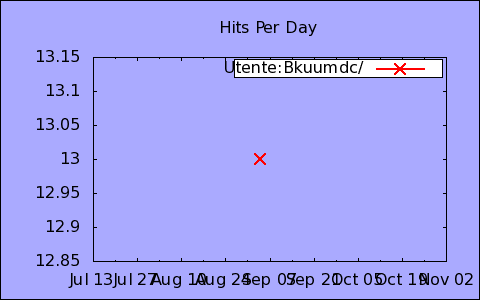 Hits Per Day
13.15
Utente:Bkuumdc/
13.1
13.05
13
12.95
12.9
12.85
Jul 13 Jul 27 Aug 10 Aug 24 Sep 07 Sep 21 Oct 05 Oct 19 Nov 02